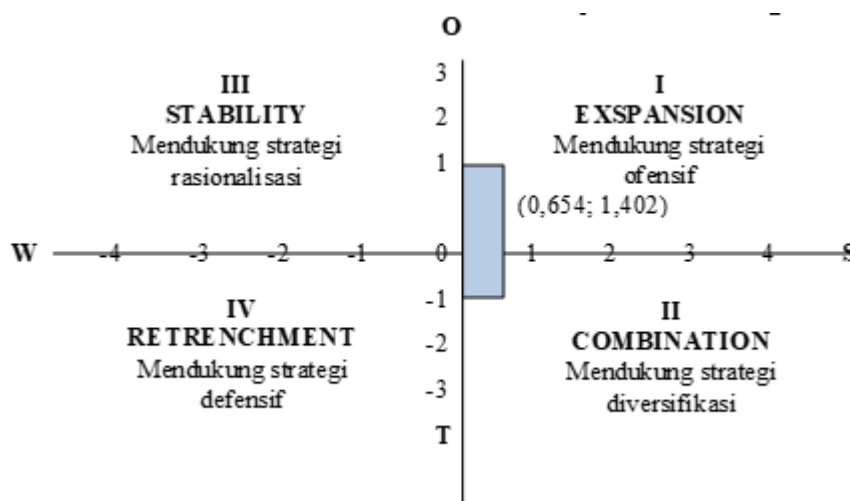 O
III
STABILITY
Mendukung strategi
rasionalisasi
3
2
1
I
EXSPANSION
Mendukung strategi
ofensif
(0,654; 1,402)
W -4 -3 -2 -1 0 1 2 3 4 S
IV
RETRENCHMENT
Mendukung strategi
defensif
-1
-2
-3
T
II
COMBINATION
Mendukung strategi
diversifikasi